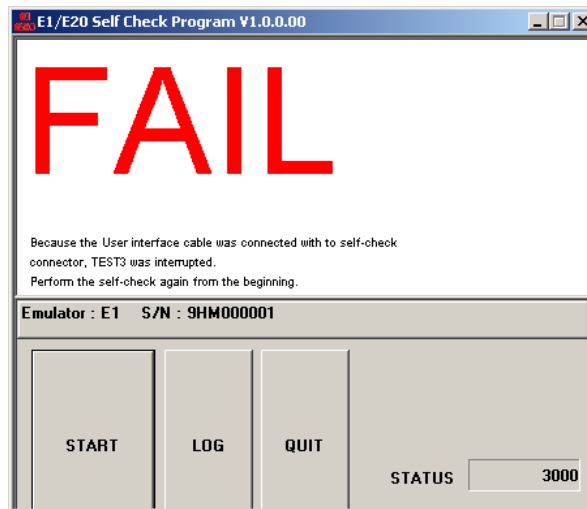 E1/E20 Self Check Program V1.0.0.00
FAIL
Because the User interface cable was connected with to self-check
connector, TEST3 was interrupted.
Perform the self-check again from the beginning.
Emulator : E1 S/N : 9HM000001
START LOG QUIT
STATUS 3000